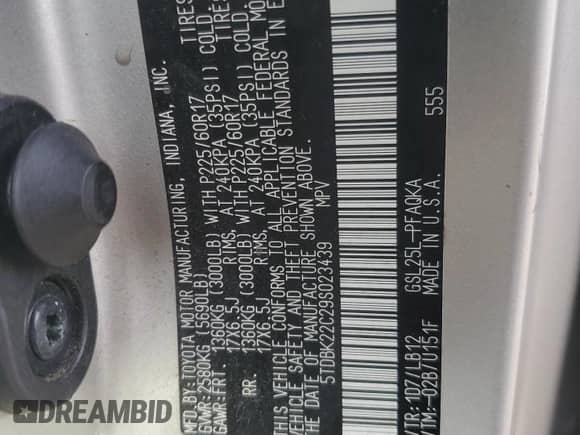 MFD.BY:TOYOTA MOTOR MANUFACTURING, INDIANA, INC.
GVWR:2580KG (5690LB)
GAWR:FRT. 1360KG (3000LB) WITH P225/60R17 TIRES
17X6.5J RIMS, AT 240KPA (35PSI) COLD.
RR. 1360KG (3000LB) WITH P225/60R17 TIRES
17X6.5J RIMS, AT 240KPA (35PSI) COLD.
THIS VEHICLE CONFORMS TO ALL APPLICABLE FEDERAL MO
VEHICLE SAFETY AND THEFT PREVENTION STANDARDS IN E
THE DATE OF MANUFACTURE SHOWN ABOVE.
5TDBK22C29S023439 MPV
C/TR: 1D7/LB12 GSL25L-PFAQKA 555
A/TM:-02B/U151F MADE IN U.S.A.
DREAMBID